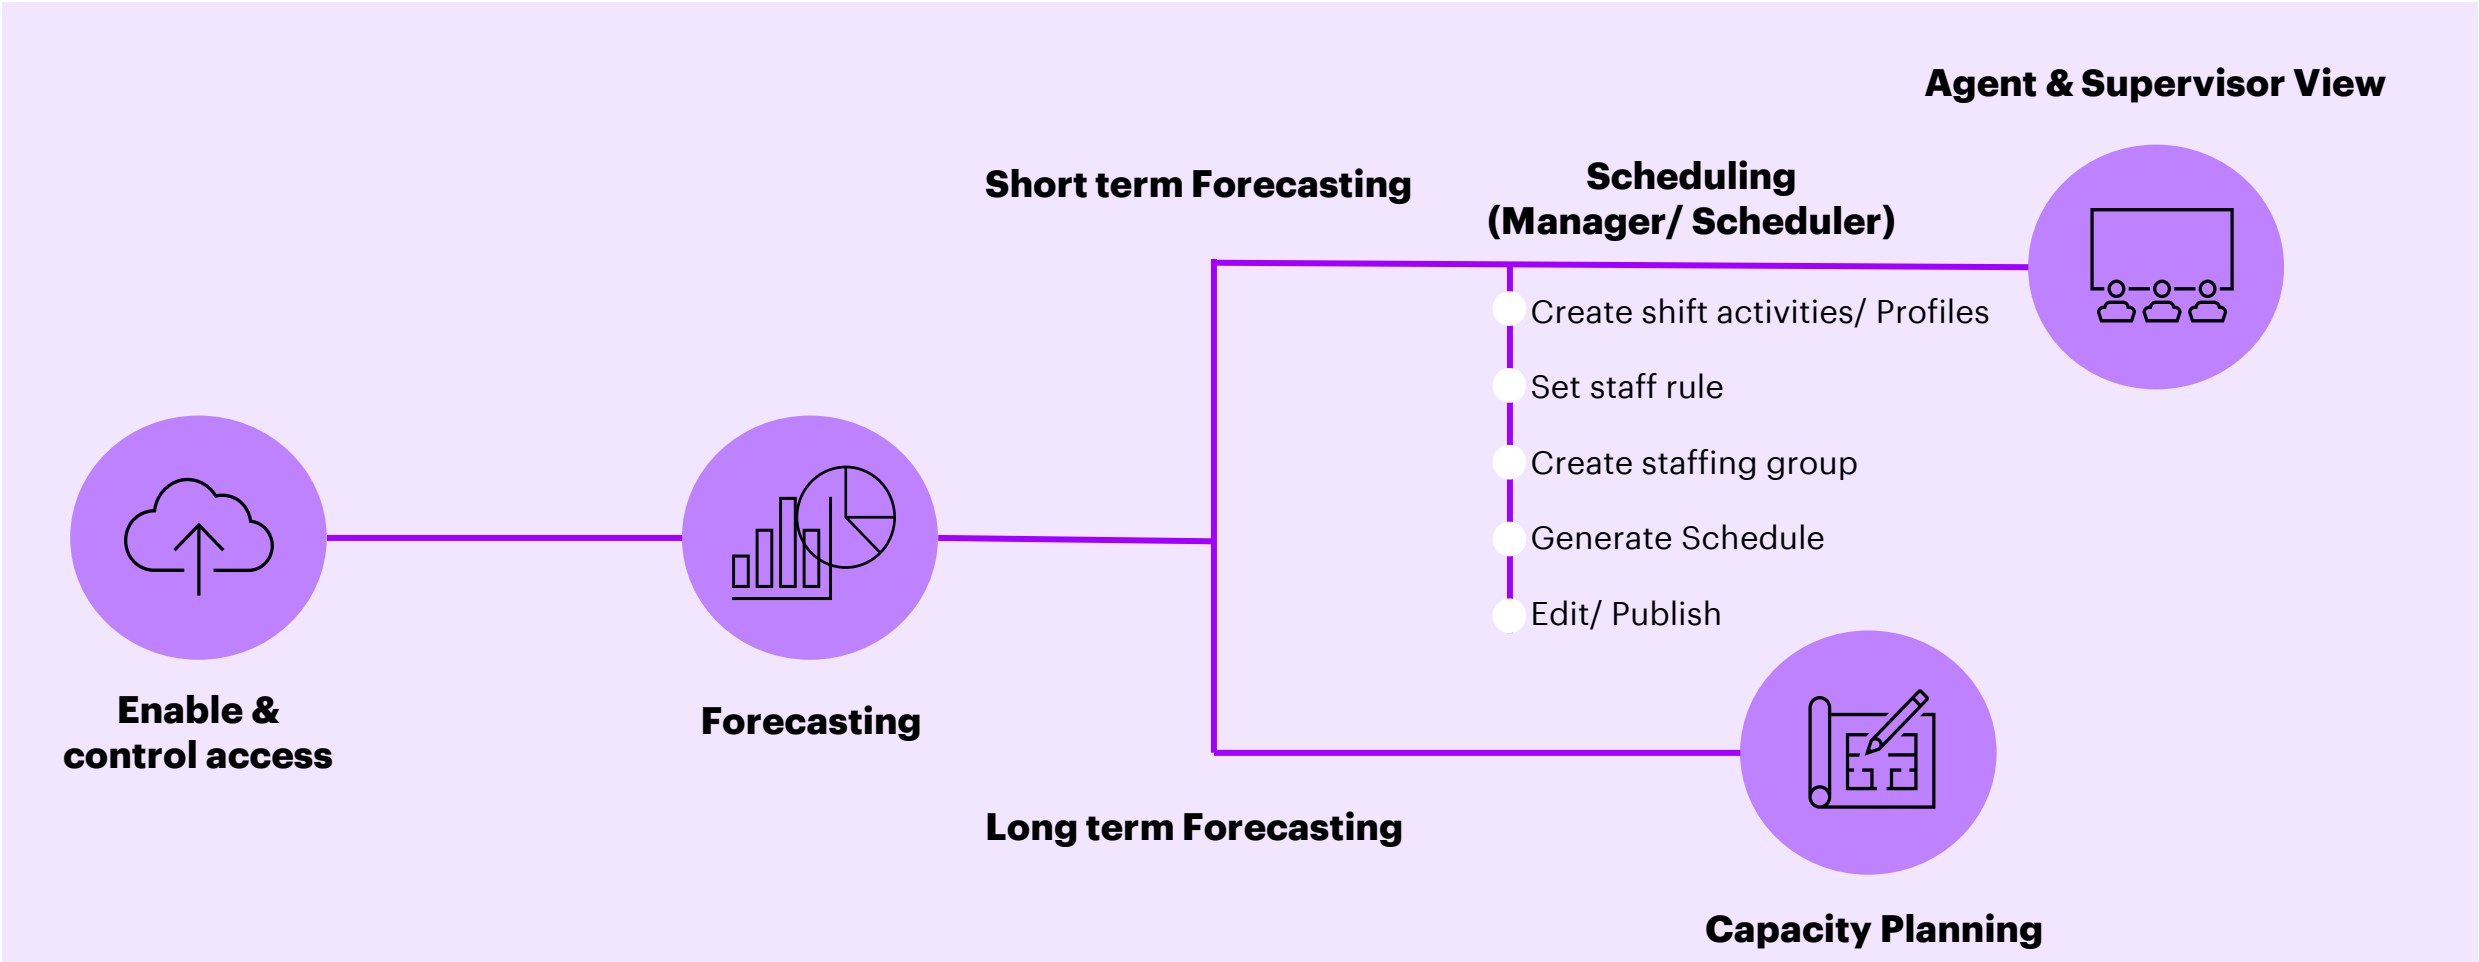 Agent & Supervisor View
Short term Forecasting
Scheduling
(Manager/ Scheduler)
Create shift activities/ Profiles
Set staff rule
Create staffing group
Generate Schedule
Edit/ Publish
Enable &
control access
Forecasting
Long term Forecasting
Capacity Planning